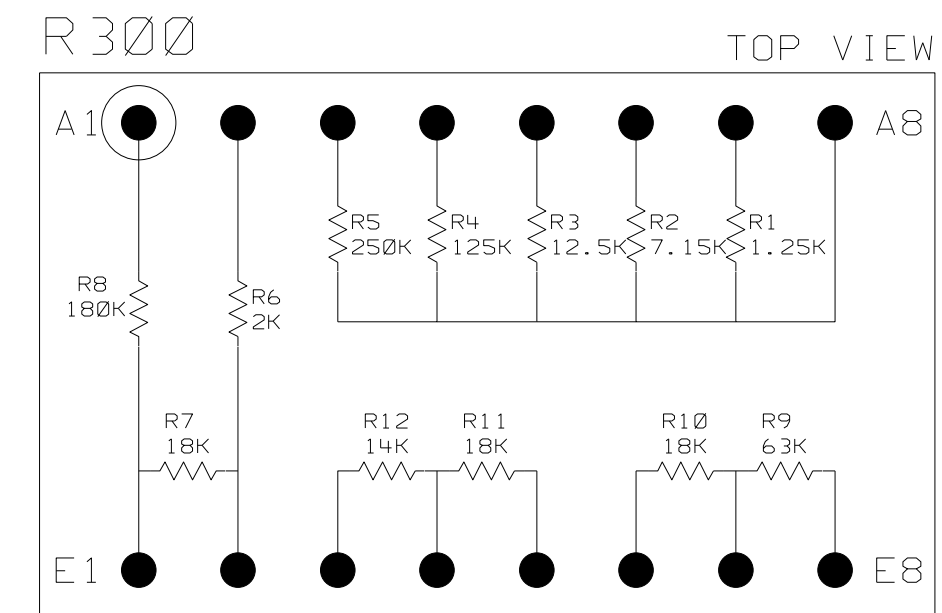 R300
TOP VIEW
A1
A8
R5
250K
R4
125K
R3
12.5K
R2
7.15K
R1
1.25K
R8
180K
R6
2K
R7
18K
R12
14K
R11
18K
R10
18K
R9
63K
E1
E8